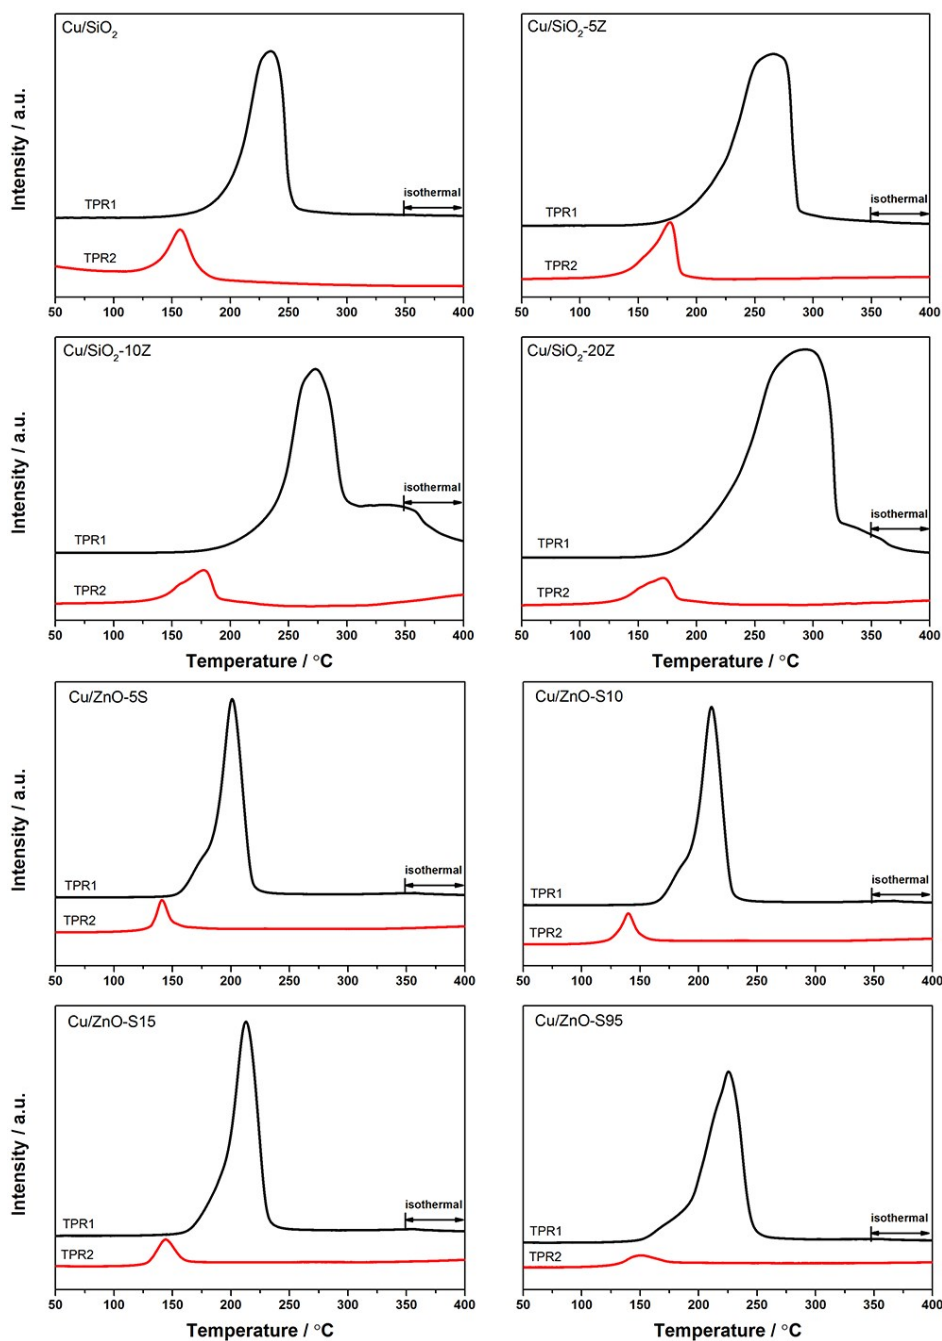 Cu/SiO₂
Intensity / a.u.
TPR1
TPR2
isothermal
50 100 150 200 250 300 350 400
Cu/SiO₂-5Z
TPR1
TPR2
isothermal
50 100 150 200 250 300 350 400
Cu/SiO₂-10Z
Intensity / a.u.
TPR1
TPR2
isothermal
50 100 150 200 250 300 350 400
Temperature / °C
Cu/SiO₂-20Z
TPR1
TPR2
isothermal
50 100 150 200 250 300 350 400
Temperature / °C
Cu/ZnO-5S
Intensity / a.u.
TPR1
TPR2
isothermal
50 100 150 200 250 300 350 400
Cu/ZnO-S10
TPR1
TPR2
isothermal
50 100 150 200 250 300 350 400
Cu/ZnO-S15
Intensity / a.u.
TPR1
TPR2
isothermal
50 100 150 200 250 300 350 400
Temperature / °C
Cu/ZnO-S95
TPR1
TPR2
isothermal
50 100 150 200 250 300 350 400
Temperature / °C